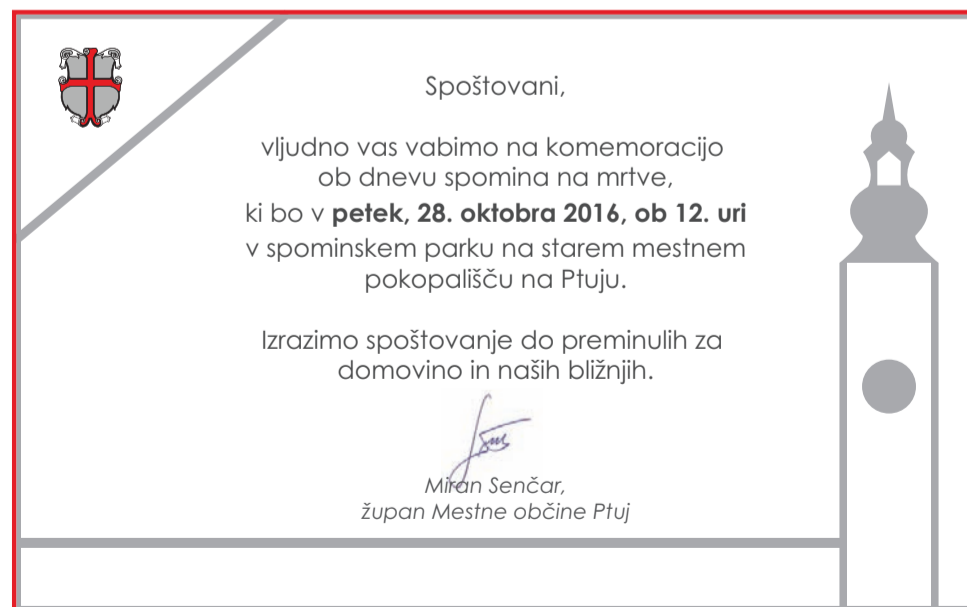 Spoštovani,
vljudno vas vabimo na komemoracijo
ob dnevu spomina na mrtve,
ki bo v petek, 28. oktobra 2016, ob 12. uri
v spominskem parku na starem mestnem
pokopališču na Ptuju.
Izrazimo spoštovanje do preminulih za
domovino in naših bližnjih.
Miran Senčar,
župan Mestne občine Ptuj